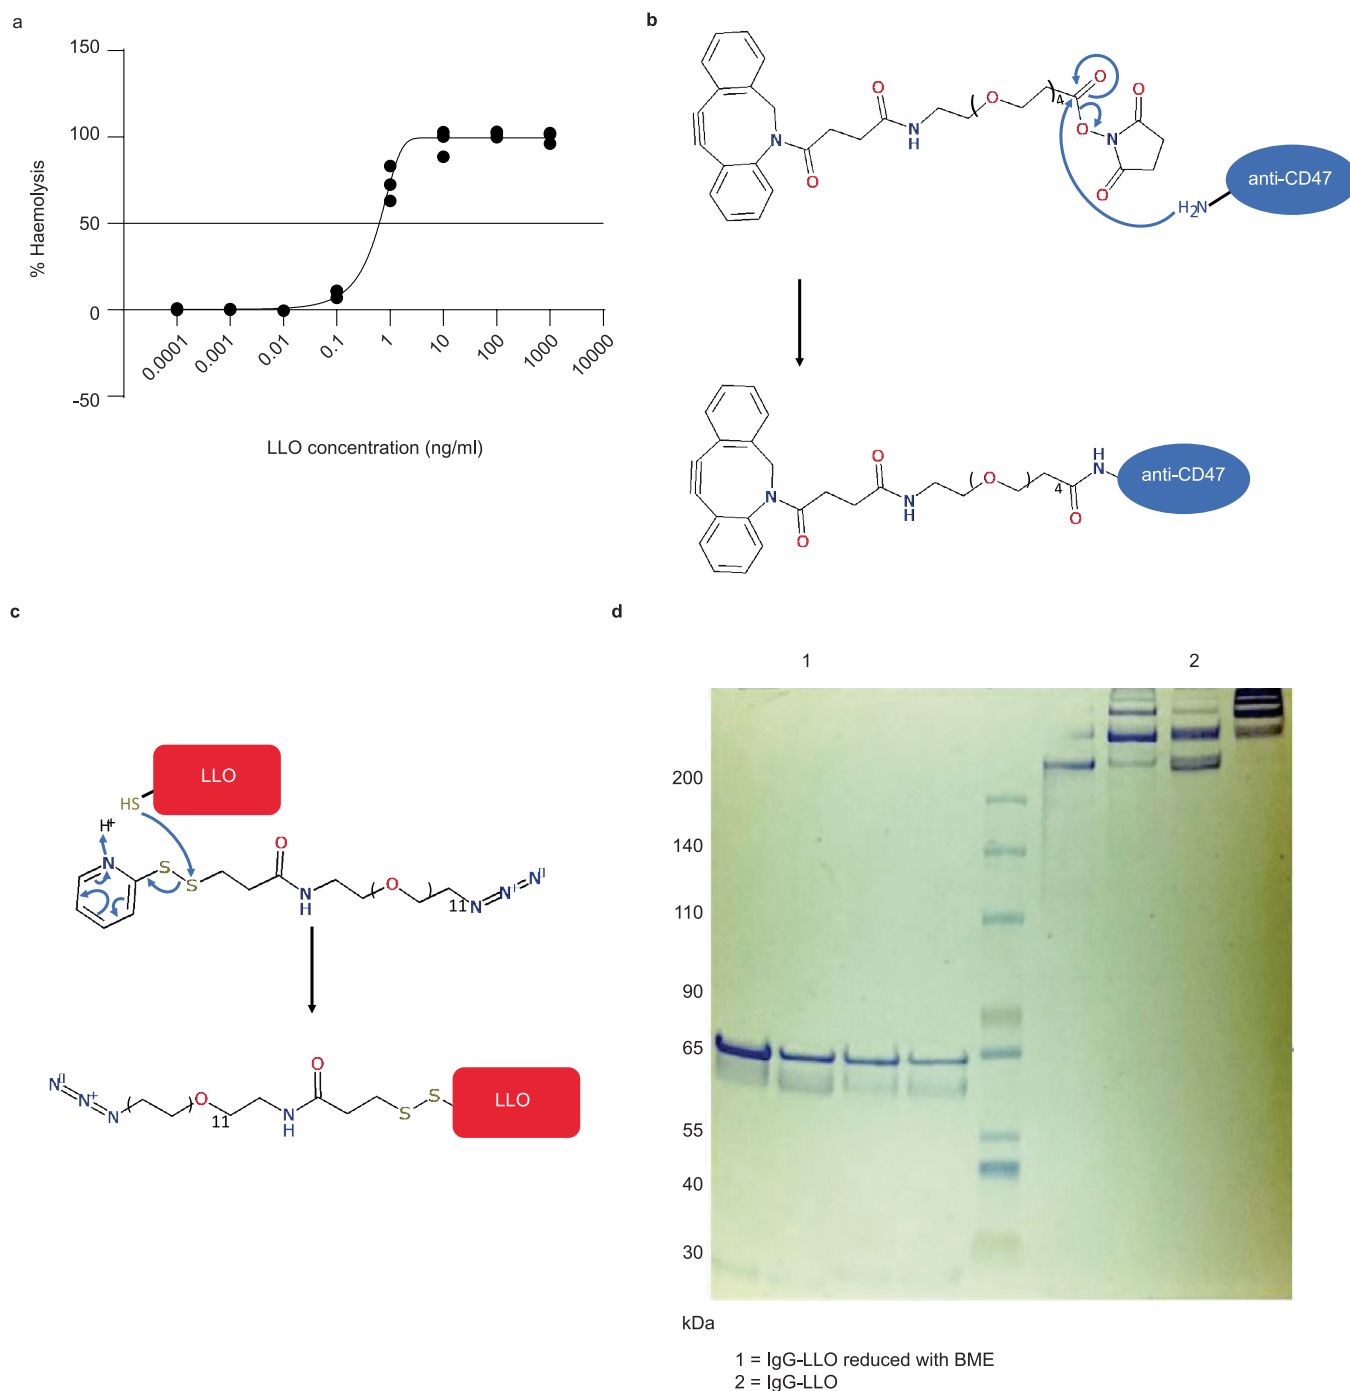 a
150
100
50
0
-50
% Haemolysis
0.0001
0.001
0.01
0.1
1
10
100
1000
10000
LLO concentration (ng/ml)
b
O
N
O
O
N
H
O
4
O
O
N
O
O
H2N
anti-CD47
O
N
O
N
H
O
4
O
H
N
anti-CD47
c
LLO
HS
H+
N
S
S
O
N
H
O
11
N
N+
N
N
N+
N
O
11
N
H
O
S
S
LLO
d
1
2
200
140
110
90
65
55
40
30
kDa
1 = IgG-LLO reduced with BME
2 = IgG-LLO